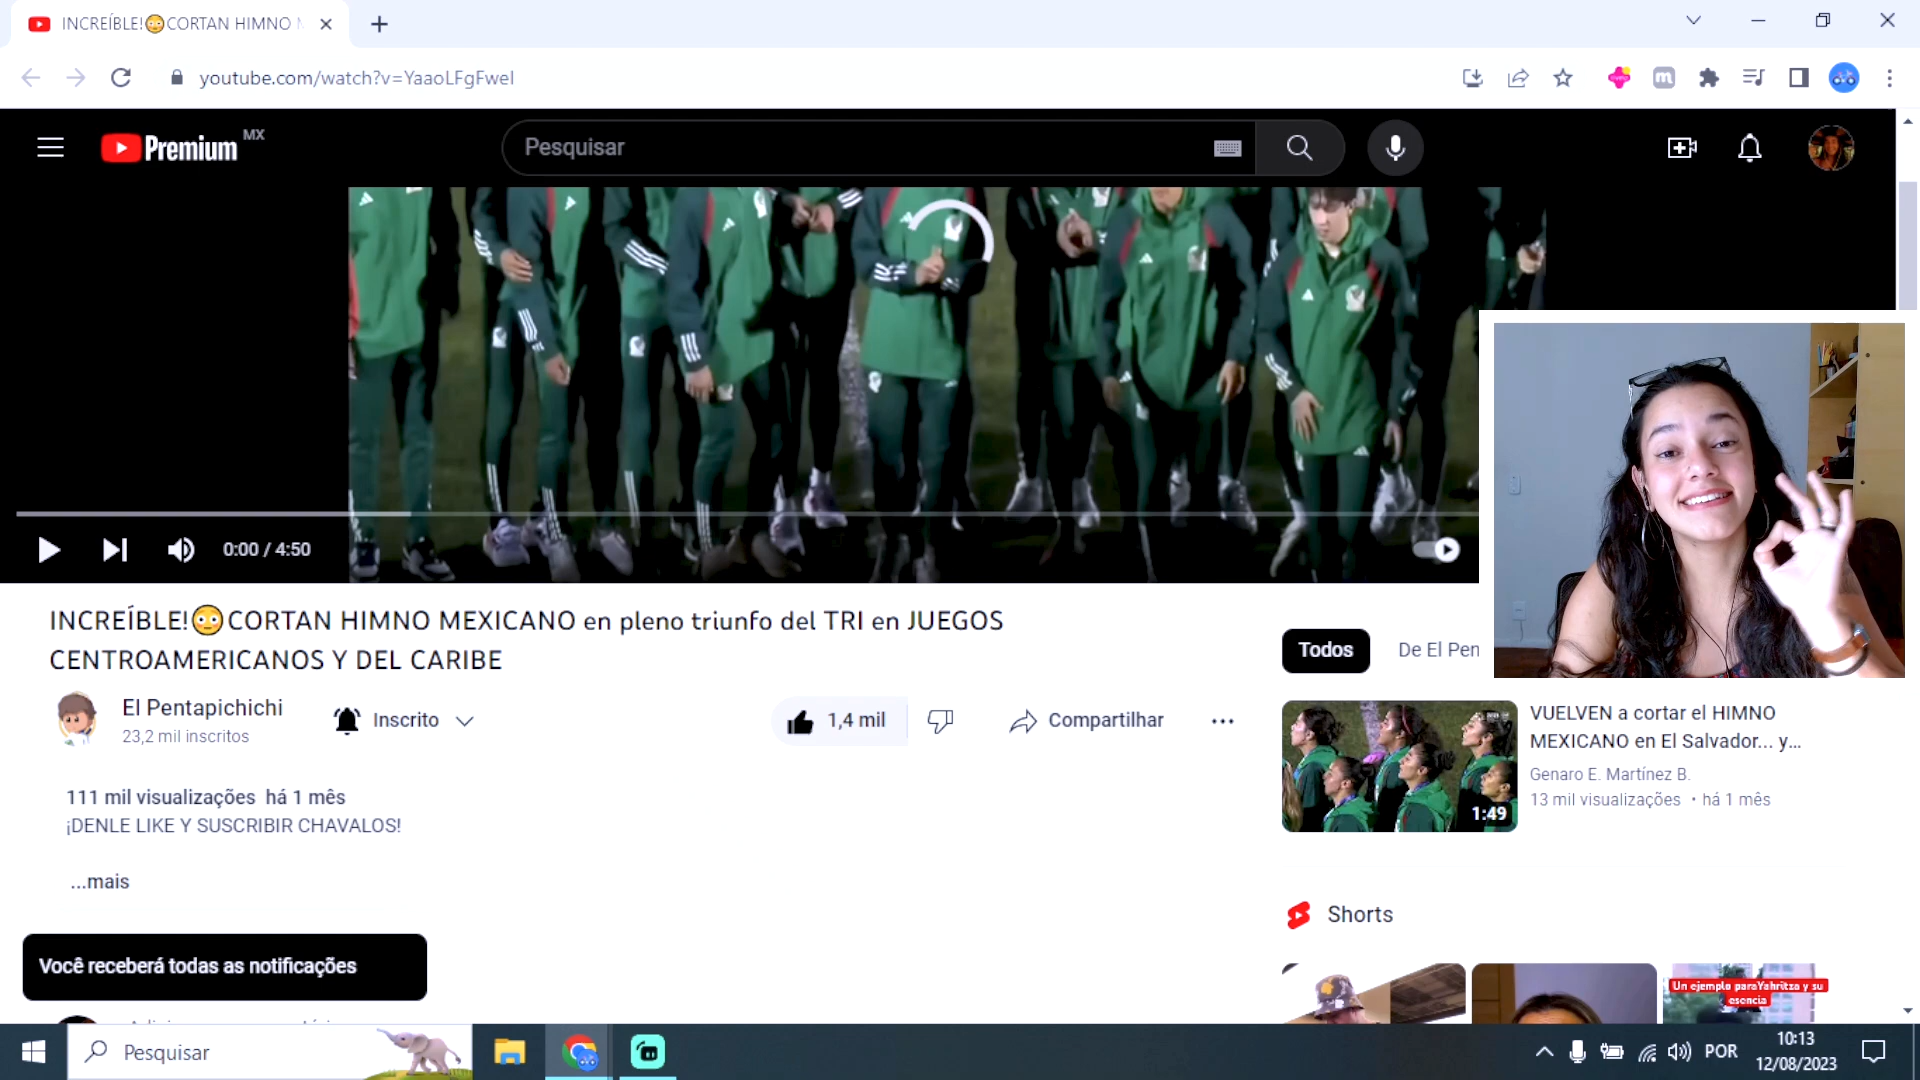 INCREÍBLE!😳CORTAN HIMNO
youtube.com/watch?v=YaaoLFgFweI
Premium MX
Pesquisar
0:00 / 4:50
INCREÍBLE!😳CORTAN HIMNO MEXICANO en pleno triunfo del TRI en JUEGOS
CENTROAMERICANOS Y DEL CARIBE
El Pentapichichi
23,2 mil inscritos
Inscrito
1,4 mil
Compartilhar
111 mil visualizações há 1 mês
¡DENLE LIKE Y SUSCRIBIR CHAVALOS!
...mais
Você receberá todas as notificações
Todos
De El Pen
1:49
VUELVEN a cortar el HIMNO
MEXICANO en El Salvador... y...
Genaro E. Martínez B.
13 mil visualizações • há 1 mês
Shorts
Un ejemplo paraYahritza y su
esencia
Pesquisar
POR
10:13
12/08/2023